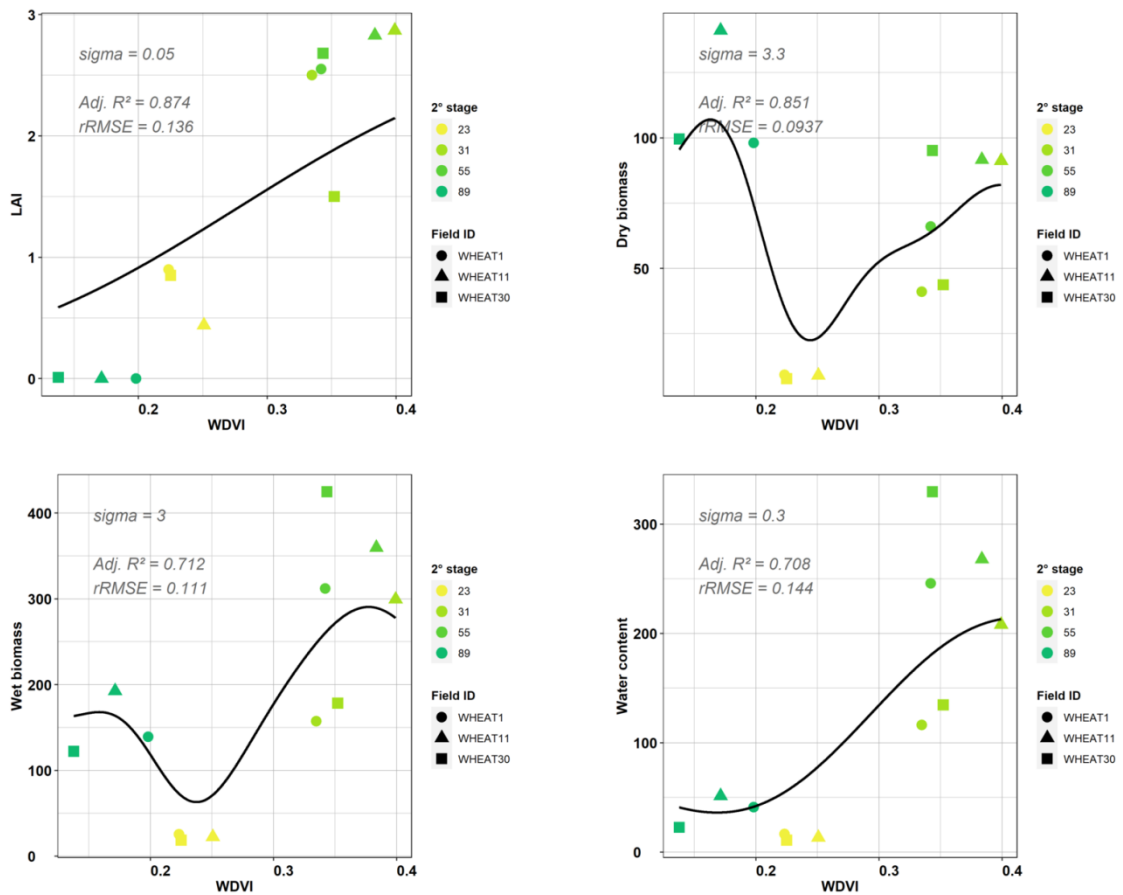 3
2
1
0
LAI
sigma = 0.05
Adj. R² = 0.874
rRMSE = 0.136
0.2
0.3
0.4
WDVI
2° stage
23
31
55
89
Field ID
WHEAT1
WHEAT11
WHEAT30
100
50
Dry biomass
sigma = 3.3
Adj. R² = 0.851
rRMSE = 0.0937
0.2
0.3
0.4
WDVI
2° stage
23
31
55
89
Field ID
WHEAT1
WHEAT11
WHEAT30
400
300
200
100
0
Wet biomass
sigma = 3
Adj. R² = 0.712
rRMSE = 0.111
0.2
0.3
0.4
WDVI
2° stage
23
31
55
89
Field ID
WHEAT1
WHEAT11
WHEAT30
300
200
100
0
Water content
sigma = 0.3
Adj. R² = 0.708
rRMSE = 0.144
0.2
0.3
0.4
WDVI
2° stage
23
31
55
89
Field ID
WHEAT1
WHEAT11
WHEAT30